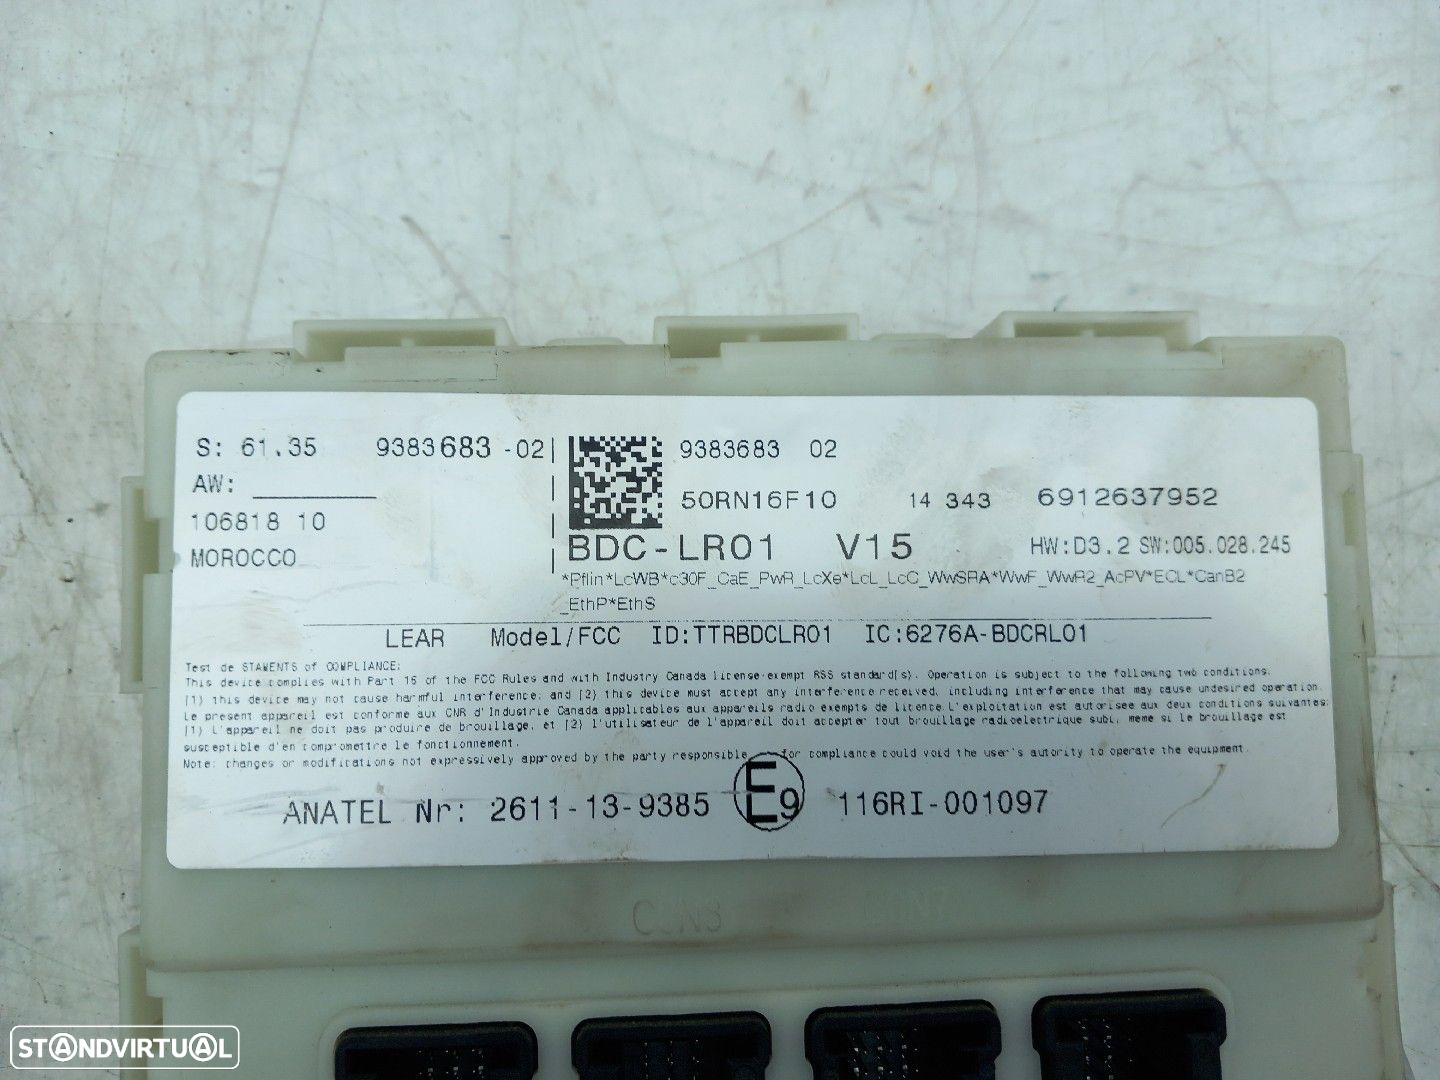 S: 61.35 9383683-02
AW:
106818 10
MOROCCO
9383683 02
50RN16F10 14 343 6912637952
BDC-LR01 V15 HW:D3.2 SW:005.028.245
*Pflin*LcWB*c30F_CaE_PwR_LcXe*LcL_LcC_WwSRA*WwF_WwR2_AcPV*ECL*CanB2
_EthP*EthS
LEAR Model/FCC ID:TTRBDCLR01 IC:6276A-BDCRL01
Test de STAMENTS of COMPLIANCE:
This device complies with Part 15 of the FCC Rules and with Industry Canada license-exempt RSS standard(s). Operation is subject to the following two conditions:
(1) this device may not cause harmful interference, and (2) this device must accept any interference received, including interference that may cause undesired operation.
Le present appareil est conforme aux CNR d'Industrie Canada applicables aux appareils radio exempts de licence.L'exploitation est autorisee aux deux conditions suivantes:
(1) L'appareil ne doit pas produire de brouillage, et (2) l'utilisateur de l'appareil doit accepter tout brouillage radioelectrique subi, meme si le brouillage est
susceptible d'en compromettre le fonctionnement.
Note: changes or modifications not expressively approved by the party responsible for compliance could void the user's autority to operate the equipment.
ANATEL Nr: 2611-13-9385 E9 116RI-001097
CON8 CON7
STANDVIRTUAL